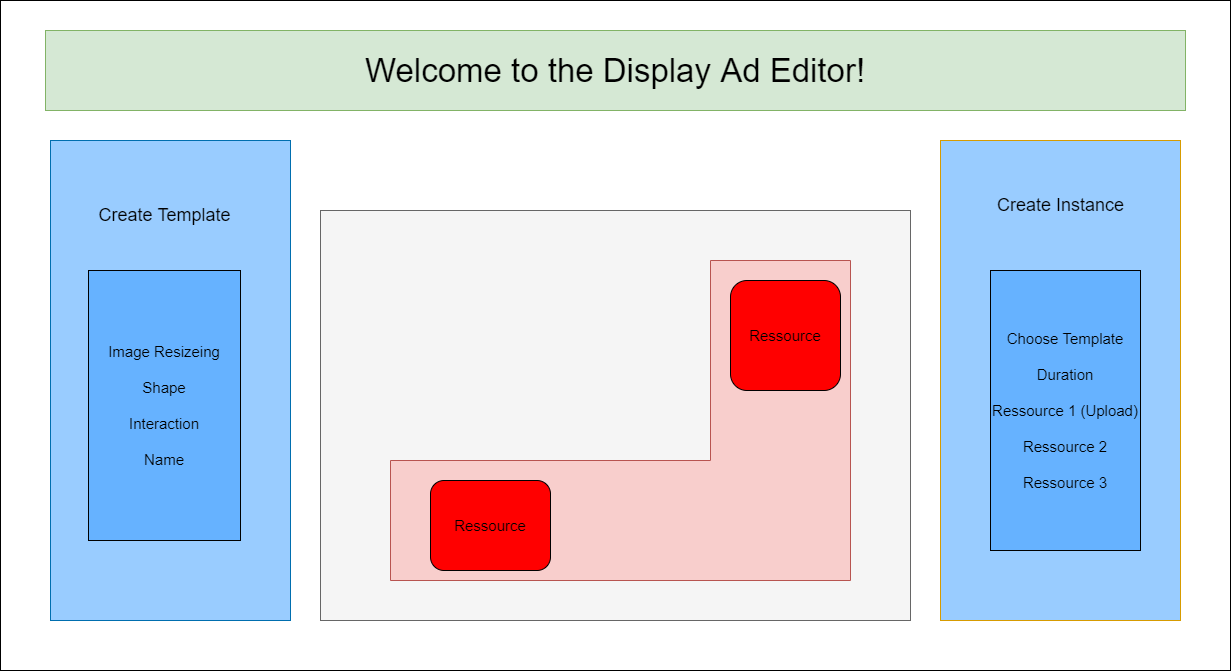 Welcome to the Display Ad Editor!
Create Template
Image Resizeing
Shape
Interaction
Name
Ressource
Ressource
Create Instance
Choose Template
Duration
Ressource 1 (Upload)
Ressource 2
Ressource 3